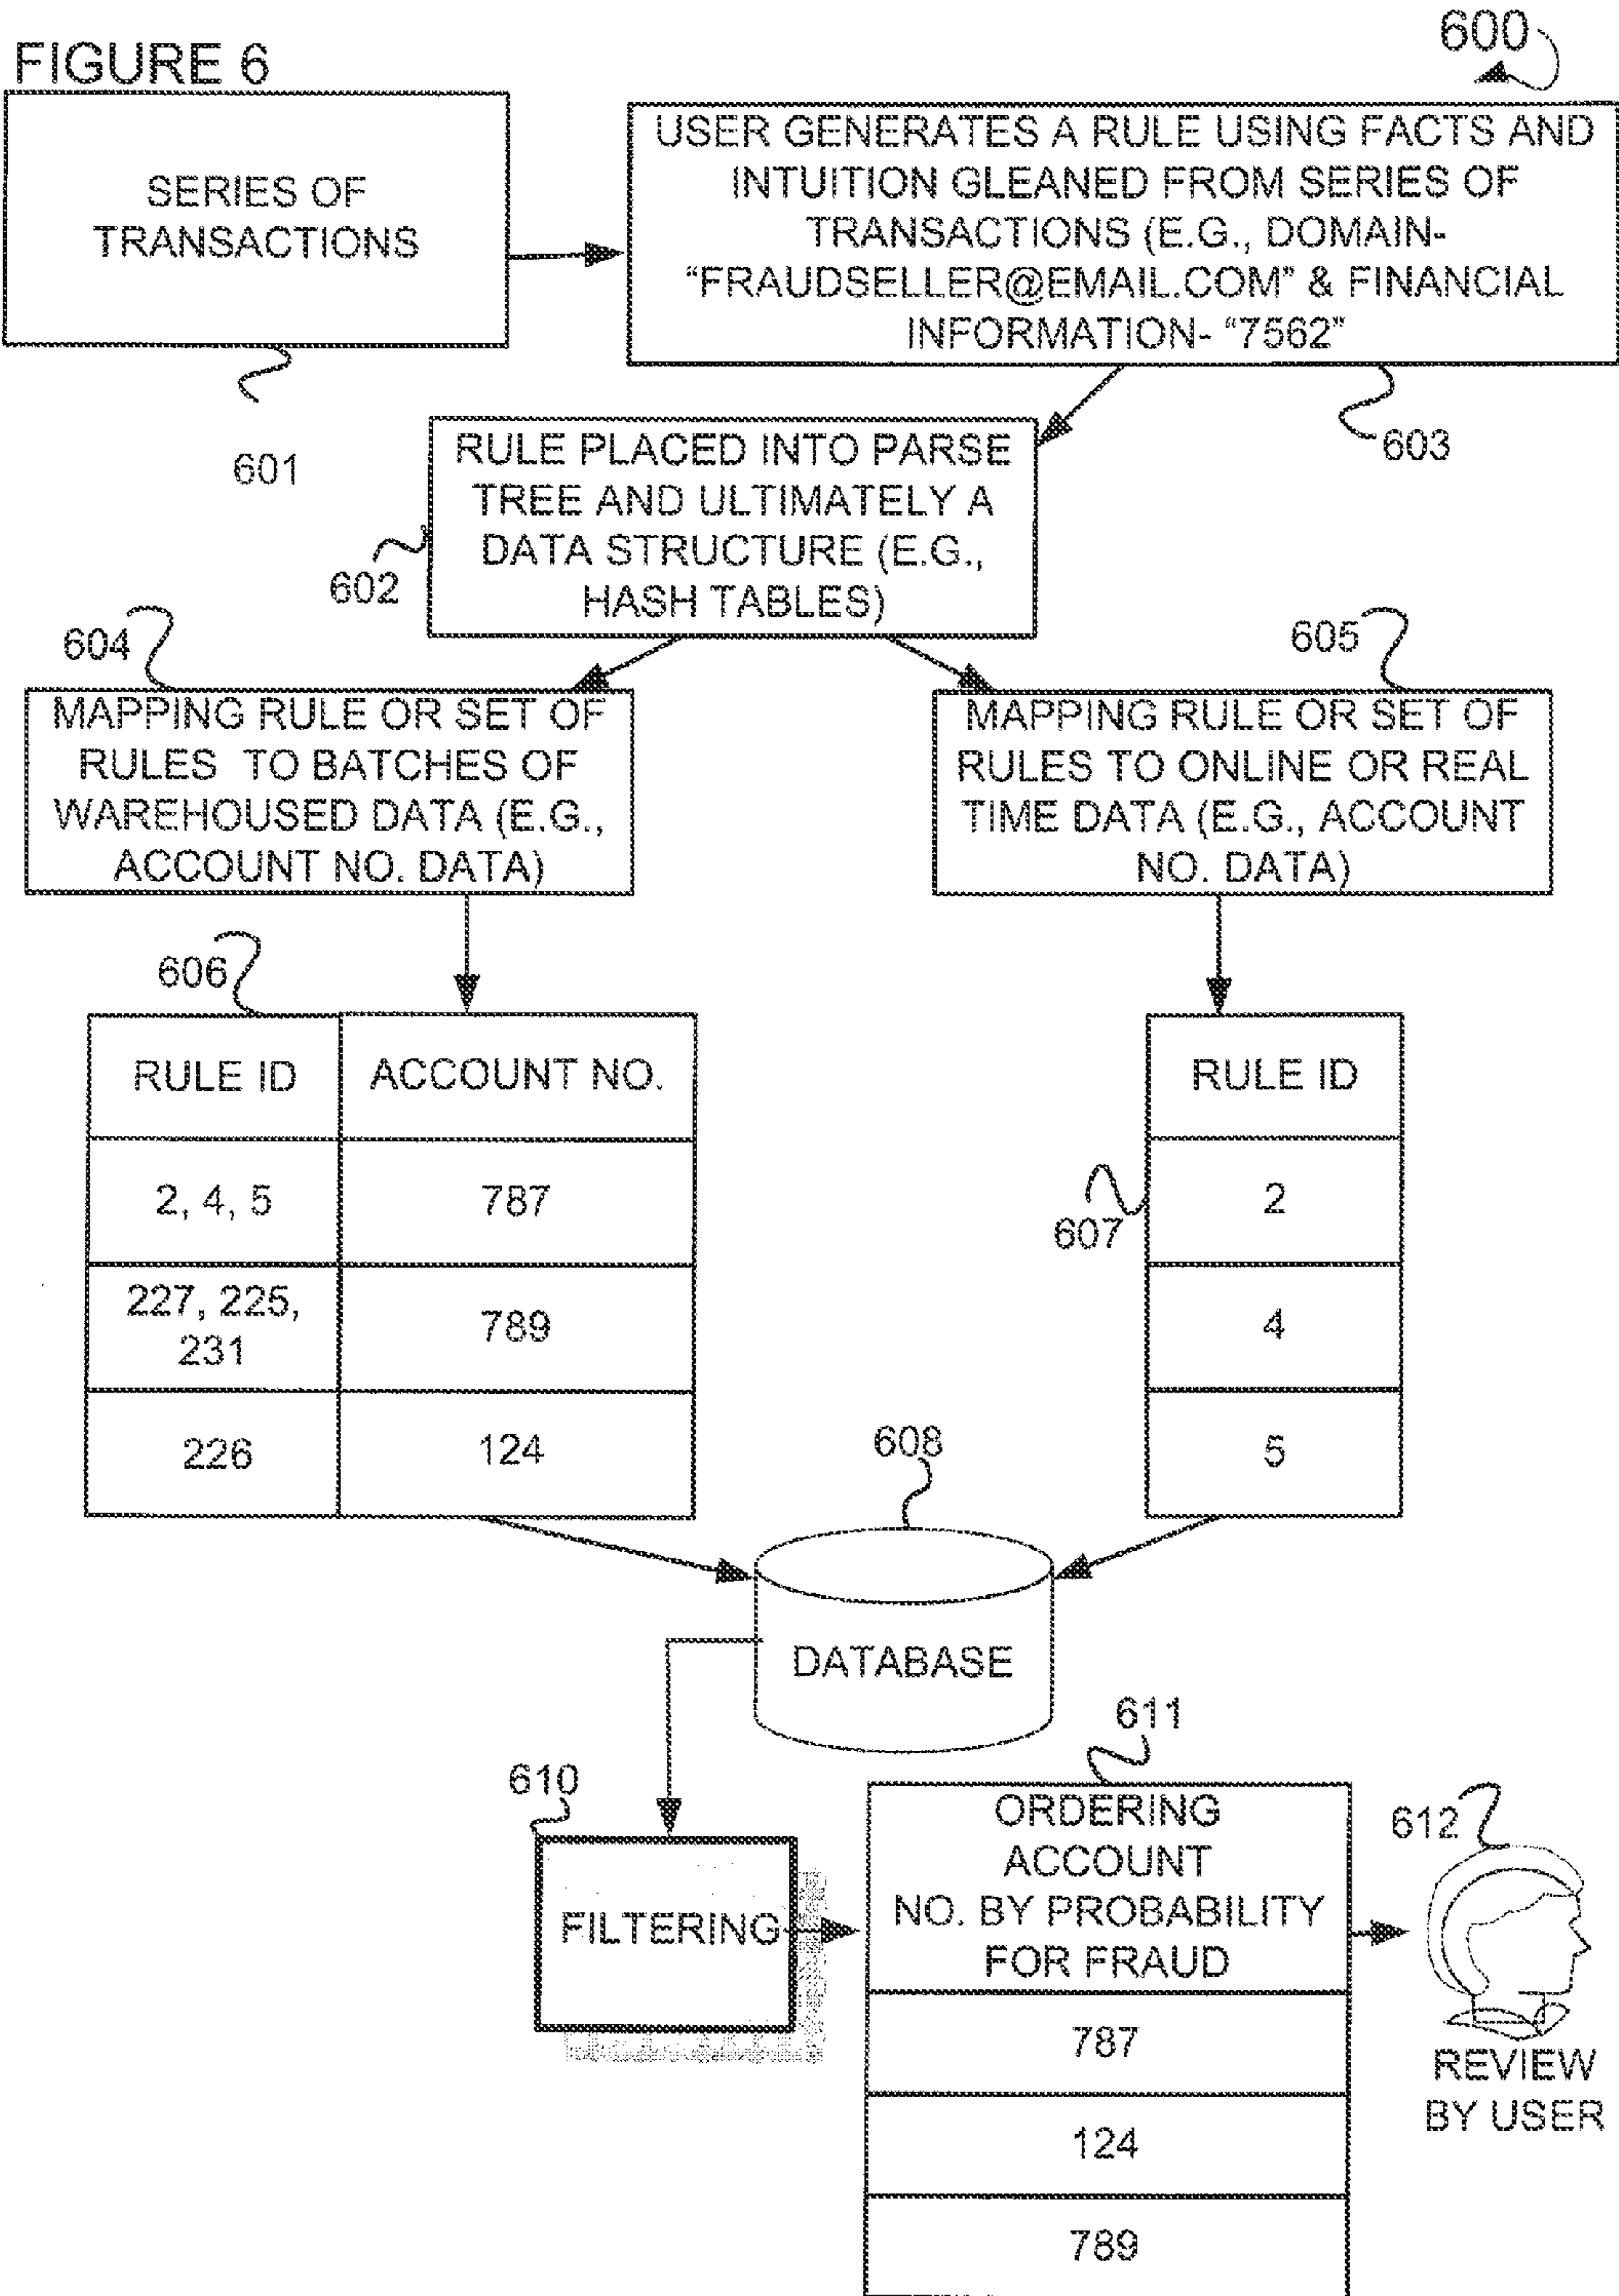 FIGURE 6
600
SERIES OF
TRANSACTIONS
601
USER GENERATES A RULE USING FACTS AND
INTUITION GLEANED FROM SERIES OF
TRANSACTIONS (E.G., DOMAIN-
“FRAUDSELLER@EMAIL.COM” & FINANCIAL
INFORMATION- “7562”
603
RULE PLACED INTO PARSE
TREE AND ULTIMATELY A
DATA STRUCTURE (E.G.,
HASH TABLES)
602
604
MAPPING RULE OR SET OF
RULES TO BATCHES OF
WAREHOUSED DATA (E.G.,
ACCOUNT NO. DATA)
605
MAPPING RULE OR SET OF
RULES TO ONLINE OR REAL
TIME DATA (E.G., ACCOUNT
NO. DATA)
606
RULE ID
ACCOUNT NO.
2, 4, 5
787
227, 225,
231
789
226
124
RULE ID
607
2
4
5
608
DATABASE
610
FILTERING
611
ORDERING
ACCOUNT
NO. BY PROBABILITY
FOR FRAUD
787
124
789
612
REVIEW
BY USER